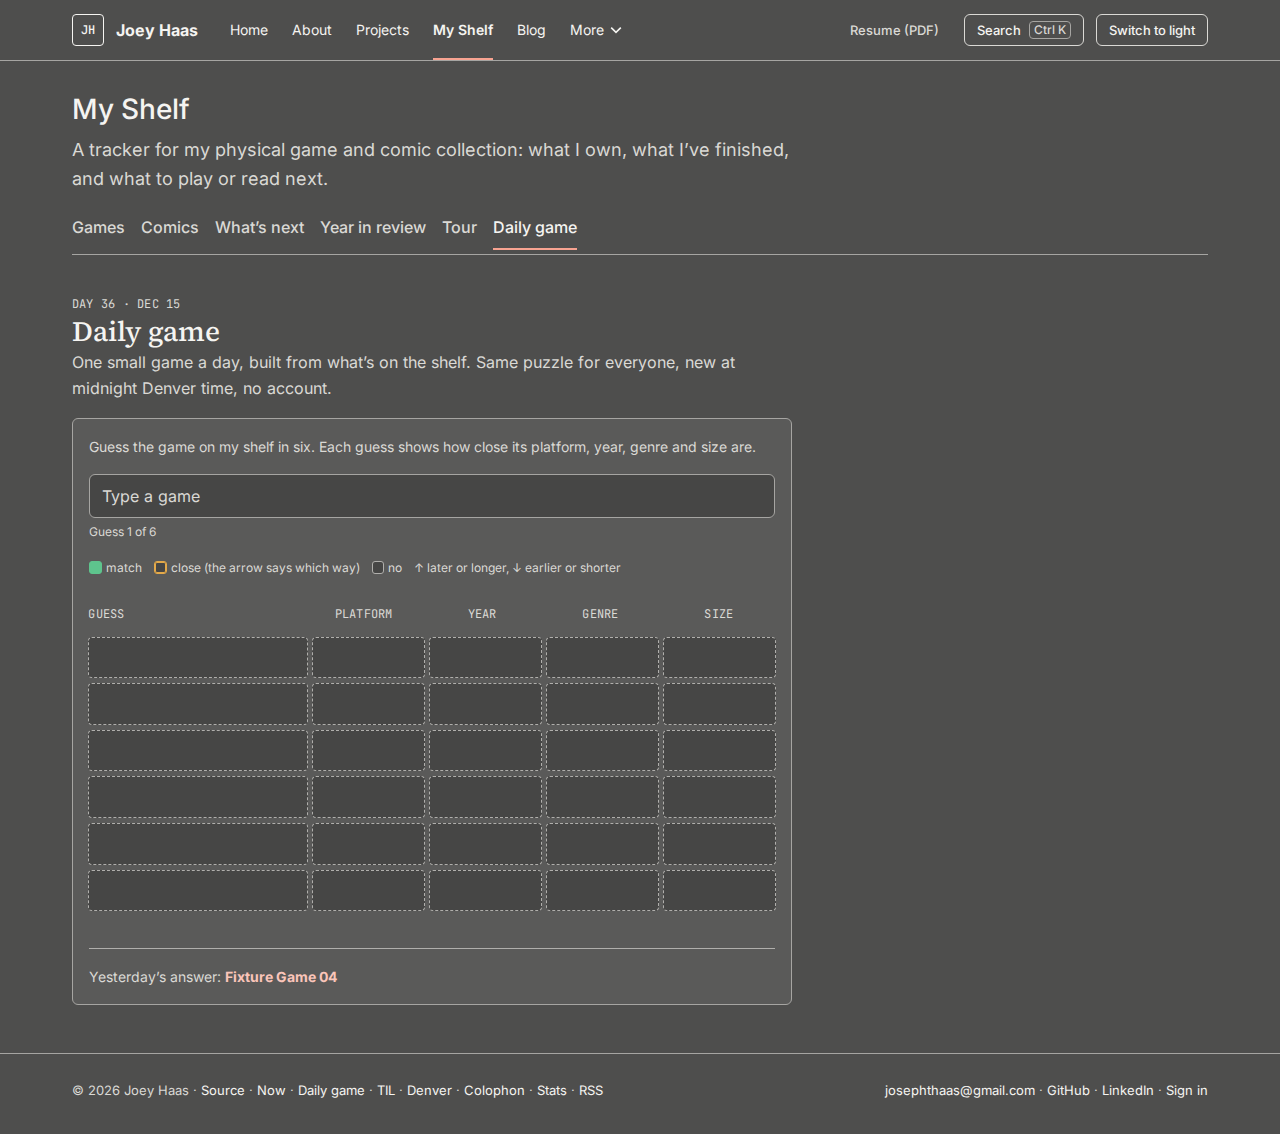 JH Joey Haas Home About Projects My Shelf Blog More Resume (PDF) Search Ctrl K Switch to light
My Shelf
A tracker for my physical game and comic collection: what I own, what I’ve finished,
and what to play or read next.
Games Comics What’s next Year in review Tour Daily game
DAY 36 · DEC 15
Daily game
One small game a day, built from what’s on the shelf. Same puzzle for everyone, new at
midnight Denver time, no account.
Guess the game on my shelf in six. Each guess shows how close its platform, year, genre and size are.
Type a game
Guess 1 of 6
match close (the arrow says which way) no ↑ later or longer, ↓ earlier or shorter
GUESS PLATFORM YEAR GENRE SIZE
Yesterday’s answer: Fixture Game 04
© 2026 Joey Haas · Source · Now · Daily game · TIL · Denver · Colophon · Stats · RSS josephthaas@gmail.com · GitHub · LinkedIn · Sign in